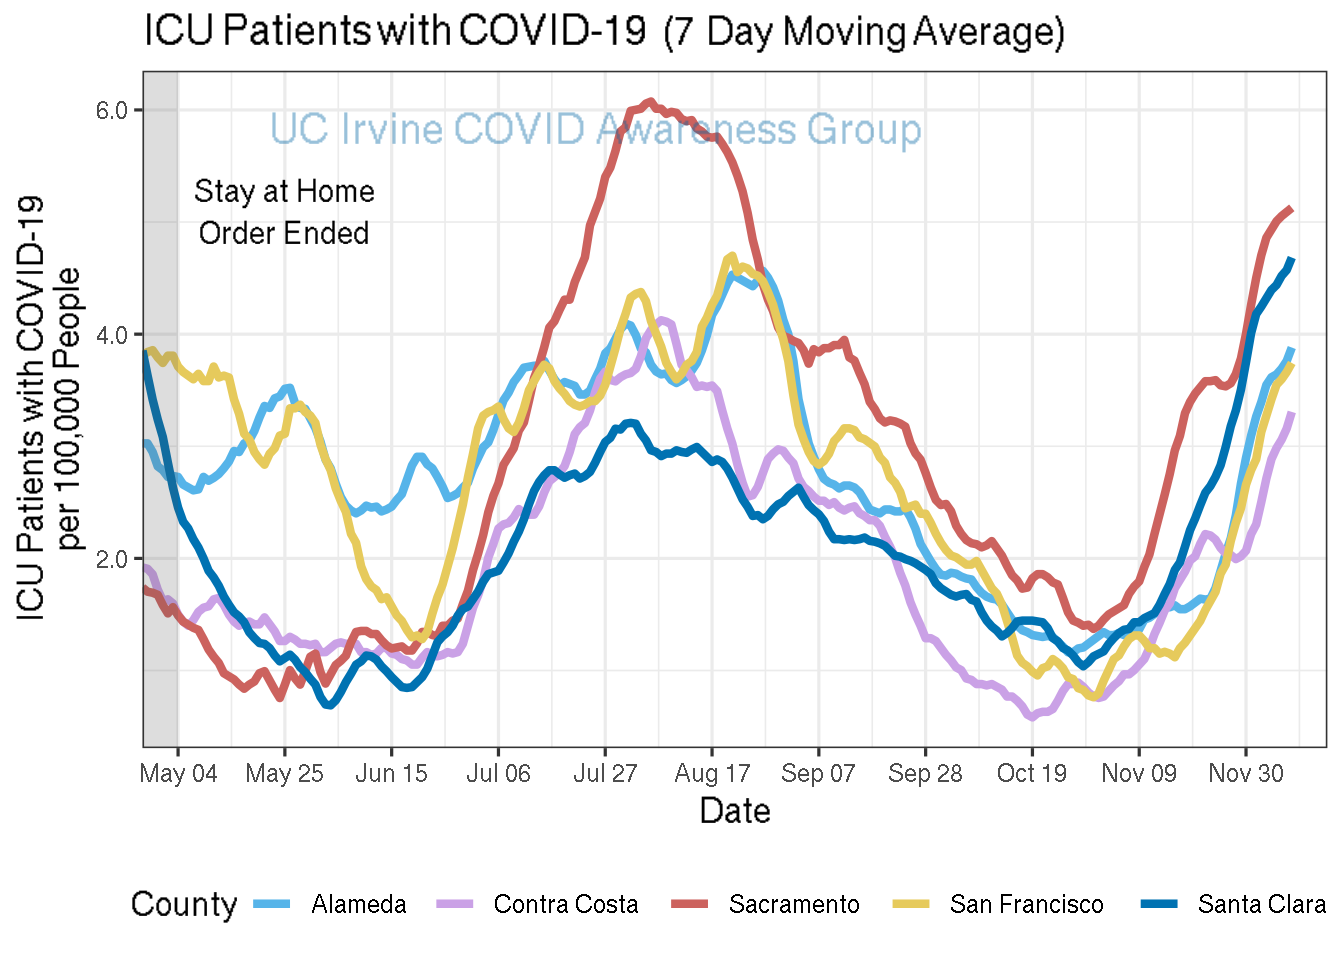 ICU Patients with COVID-19 (7 Day Moving Average)
UC Irvine COVID Awareness Group
Stay at Home
Order Ended
ICU Patients with COVID-19
per 100,000 People
6.0
4.0
2.0
May 04 May 25 Jun 15 Jul 06 Jul 27 Aug 17 Sep 07 Sep 28 Oct 19 Nov 09 Nov 30
Date
County Alameda Contra Costa Sacramento San Francisco Santa Clara